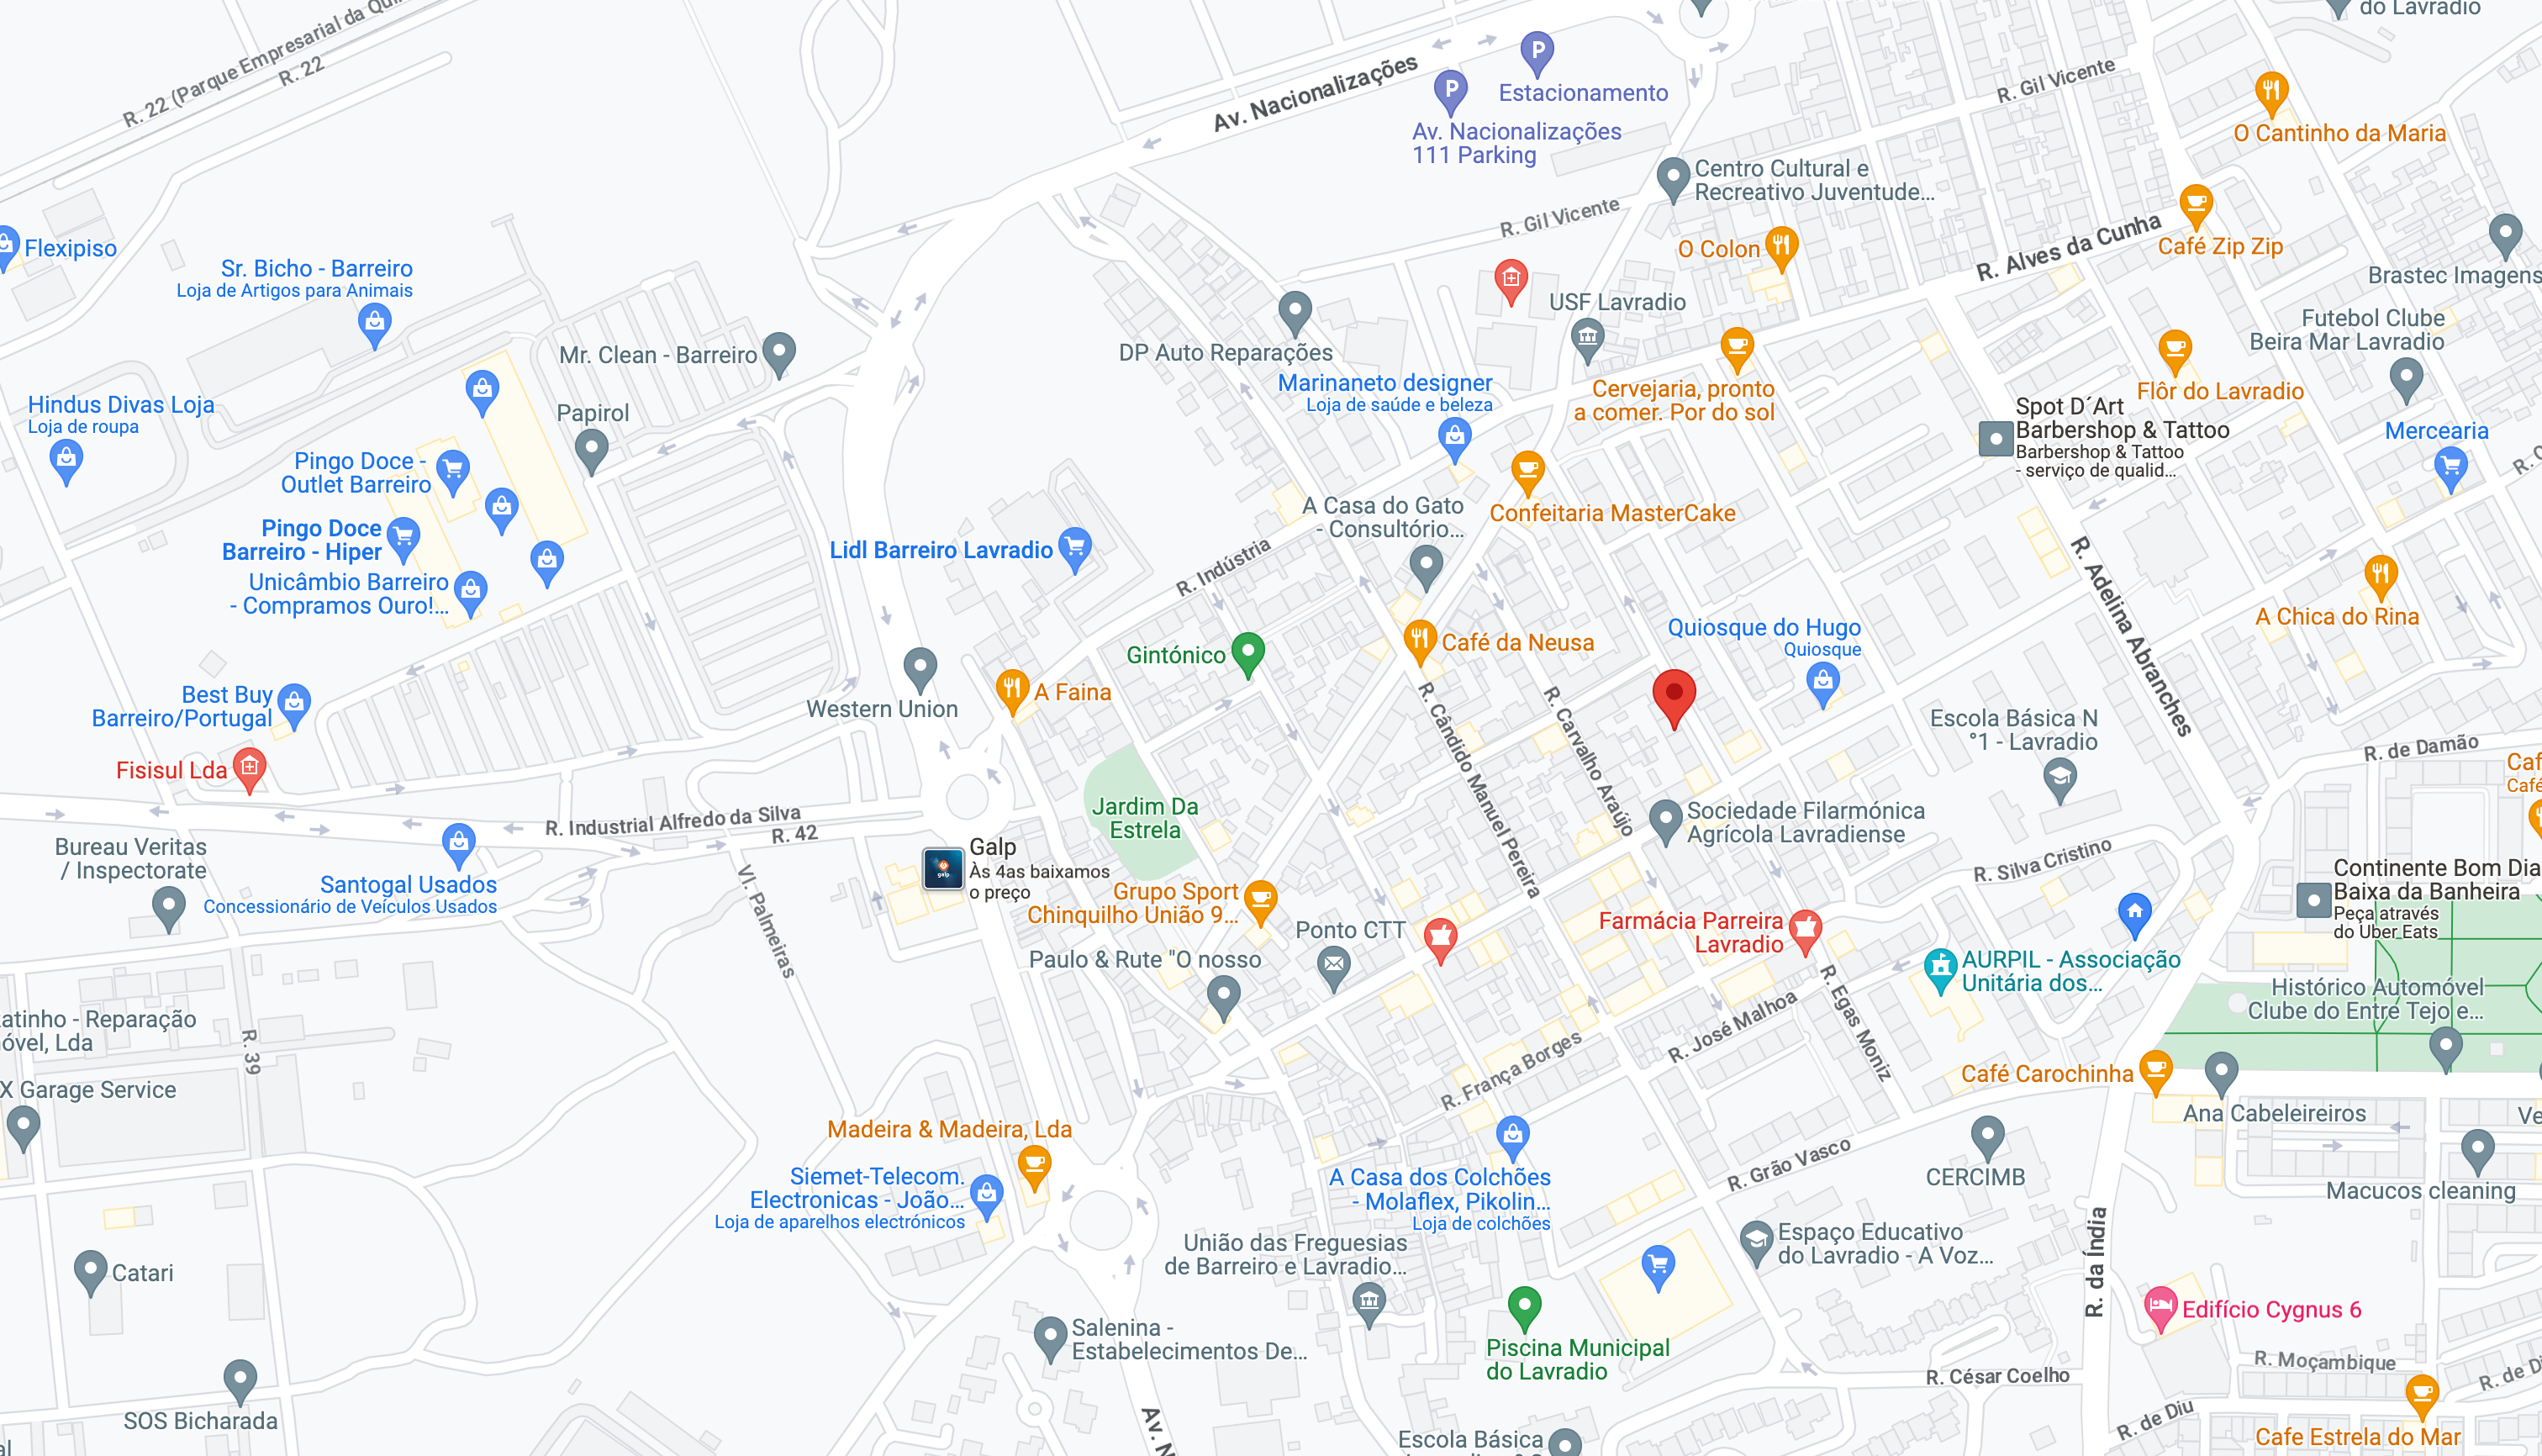 R. 22 (Parque Empresarial da Qui
R. 22
do Lavradio
Av. Nacionalizações
Estacionamento
Av. Nacionalizações
111 Parking
R. Gil Vicente
O Cantinho da Maria
Centro Cultural e
Recreativo Juventude...
R. Gil Vicente
O Colon
R. Alves da Cunha
Café Zip Zip
Flexipiso
Sr. Bicho - Barreiro
Loja de Artigos para Animais
Brastec Imagens
USF Lavradio
Futebol Clube
Beira Mar Lavradio
Mr. Clean - Barreiro
DP Auto Reparações
Marinaneto designer
Loja de saúde e beleza
Cervejaria, pronto
a comer. Por do sol
Flôr do Lavradio
Hindus Divas Loja
Loja de roupa
Papirol
Spot D´Art
Barbershop & Tattoo
Barbershop & Tattoo
- serviço de qualid...
Mercearia
Pingo Doce -
Outlet Barreiro
Pingo Doce
Barreiro - Hiper
A Casa do Gato
- Consultório...
Confeitaria MasterCake
Lidl Barreiro Lavradio
R. Indústria
Unicâmbio Barreiro
- Compramos Ouro!...
R. Adelina Abranches
A Chica do Rina
Gintónico
Café da Neusa
Quiosque do Hugo
Quiosque
Best Buy
Barreiro/Portugal
Western Union
A Faina
R. Cândido Manuel Pereira
R. Carvalho Araújo
Escola Básica N
°1 - Lavradio
R. de Damão
Fisisul Lda
Caf
Café
Jardim Da
Estrela
Sociedade Filarmónica
Agrícola Lavradiense
R. Industrial Alfredo da Silva
R. 42
Bureau Veritas
/ Inspectorate
Galp
Às 4as baixamos
o preço
R. Silva Cristino
Continente Bom Dia
Baixa da Banheira
Peça através
do Uber Eats
Santogal Usados
Concessionário de Veículos Usados
Vl. Palmeiras
Grupo Sport
Chinquilho União 9...
Ponto CTT
Farmácia Parreira
Lavradio
Paulo & Rute "O nosso
AURPIL - Associação
Unitária dos...
R. Egas Moniz
R. José Malhoa
Histórico Automóvel
Clube do Entre Tejo e...
atinho - Reparação
óvel, Lda
R. 39
R. França Borges
X Garage Service
Café Carochinha
Ana Cabeleireiros
Ve
Madeira & Madeira, Lda
Siemet-Telecom.
Electronicas - João...
Loja de aparelhos electrónicos
A Casa dos Colchões
- Molaflex, Pikolin...
Loja de colchões
R. Grão Vasco
CERCIMB
Macucos cleaning
União das Freguesias
de Barreiro e Lavradio...
Espaço Educativo
do Lavradio - A Voz...
R. da Índia
Catari
Edifício Cygnus 6
Salenina -
Estabelecimentos De...
Piscina Municipal
do Lavradio
R. Moçambique
R. César Coelho
R. de Di
SOS Bicharada
Av. N
R. de Diu
Cafe Estrela do Mar
Escola Básica